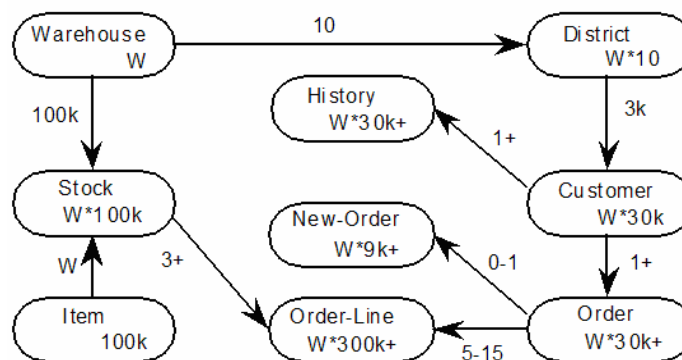 Warehouse
W
10
District
W*10
100k
History
W*30k+
1+
3k
Stock
W*100k
Customer
W*30k
New-Order
W*9k+
W
3+
0-1
1+
Item
100k
Order-Line
W*300k+
5-15
Order
W*30k+